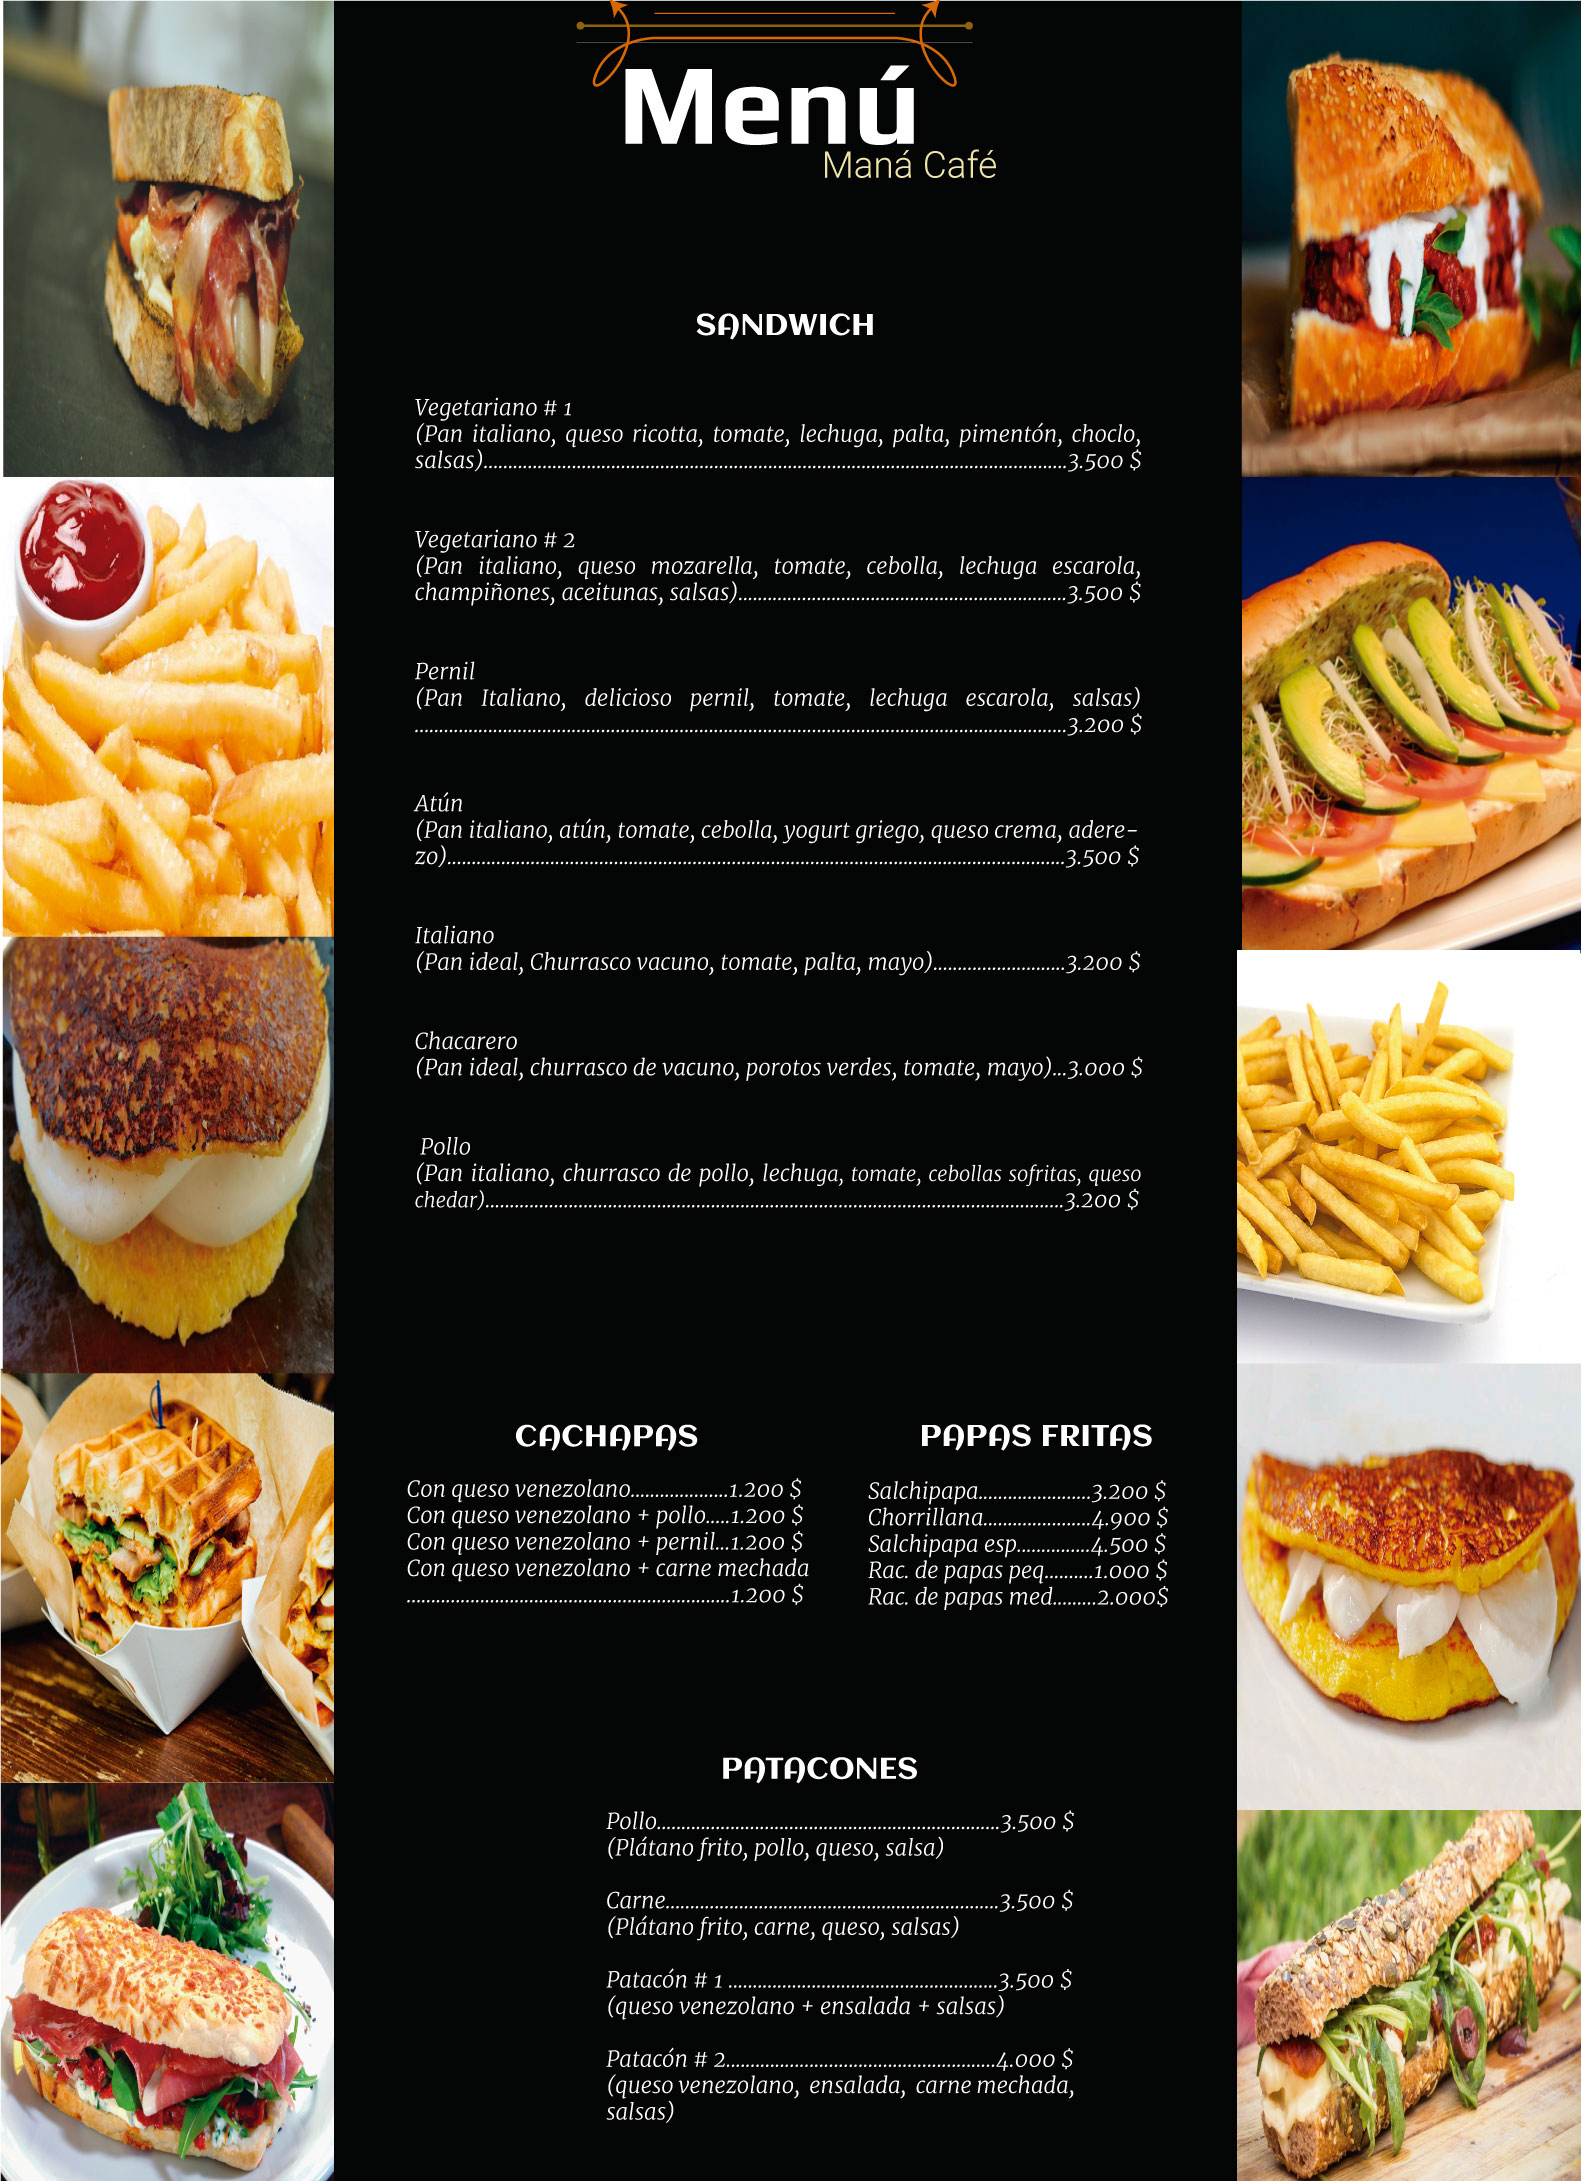 Menú
Maná Café
SANDWICH
Vegetariano # 1
(Pan italiano, queso ricotta, tomate, lechuga, palta, pimentón, choclo,
salsas)........................................................................................................................3.500 $
Vegetariano # 2
(Pan italiano, queso mozarella, tomate, cebolla, lechuga escarola,
champiñones, aceitunas, salsas)...................................................................3.500 $
Pernil
(Pan Italiano, delicioso pernil, tomate, lechuga escarola, salsas)
......................................................................................................................................3.200 $
Atún
(Pan italiano, atún, tomate, cebolla, yogurt griego, queso crema, adere-
zo)...............................................................................................................................3.500 $
Italiano
(Pan ideal, Churrasco vacuno, tomate, palta, mayo)...........................3.200 $
Chacarero
(Pan ideal, churrasco de vacuno, porotos verdes, tomate, mayo)...3.000 $
Pollo
(Pan italiano, churrasco de pollo, lechuga, tomate, cebollas sofritas, queso
chedar).......................................................................................................................3.200 $
CACHAPAS
Con queso venezolano....................1.200 $
Con queso venezolano + pollo.....1.200 $
Con queso venezolano + pernil...1.200 $
Con queso venezolano + carne mechada
..................................................................1.200 $
PAPAS FRITAS
Salchipapa.......................3.200 $
Chorrillana......................4.900 $
Salchipapa esp...............4.500 $
Rac. de papas peq..........1.000 $
Rac. de papas med.........2.000$
PATACONES
Pollo......................................................................3.500 $
(Plátano frito, pollo, queso, salsa)
Carne....................................................................3.500 $
(Plátano frito, carne, queso, salsas)
Patacón # 1 .......................................................3.500 $
(queso venezolano + ensalada + salsas)
Patacón # 2.......................................................4.000 $
(queso venezolano, ensalada, carne mechada,
salsas)